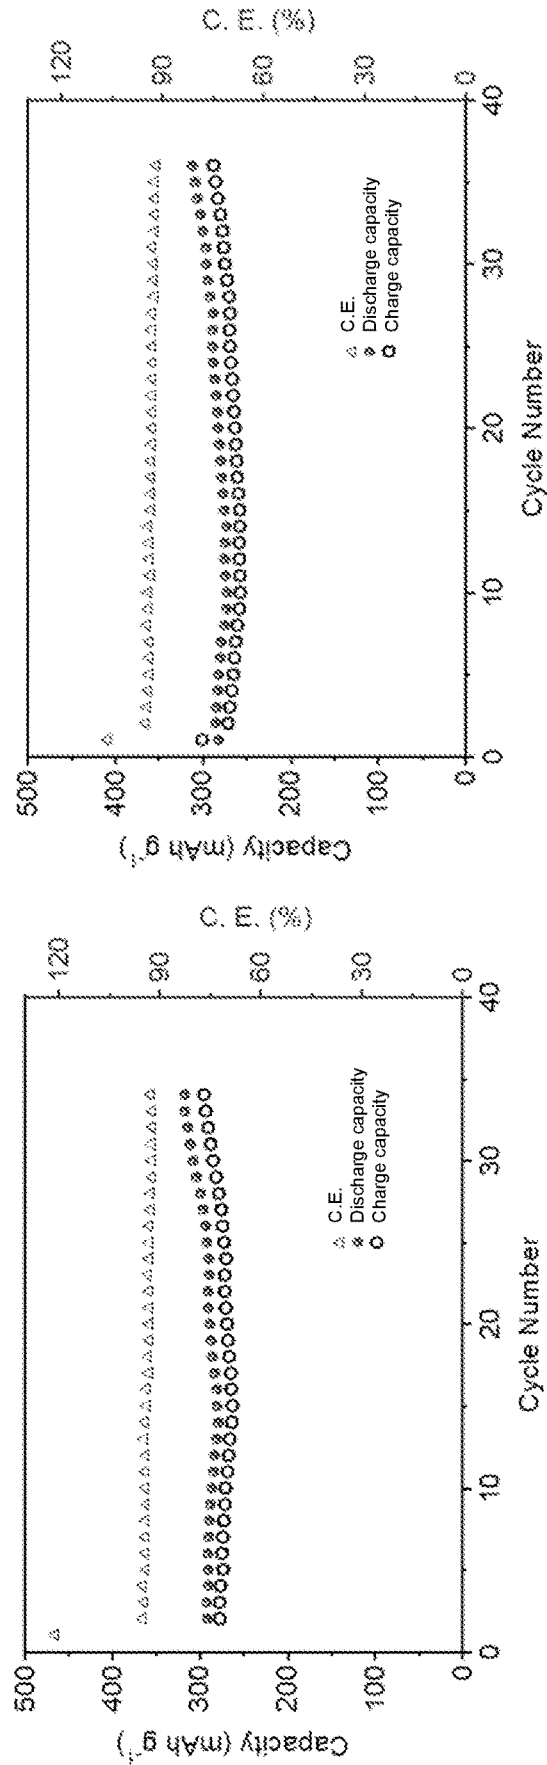 500
400
300
200
100
0
Capacity (mAh g⁻¹)
0
10
20
30
40
Cycle Number
120
90
60
30
0
C. E. (%)
C.E.
Discharge capacity
Charge capacity
500
400
300
200
100
0
Capacity (mAh g⁻¹)
0
10
20
30
40
Cycle Number
120
90
60
30
0
C. E. (%)
C.E.
Discharge capacity
Charge capacity